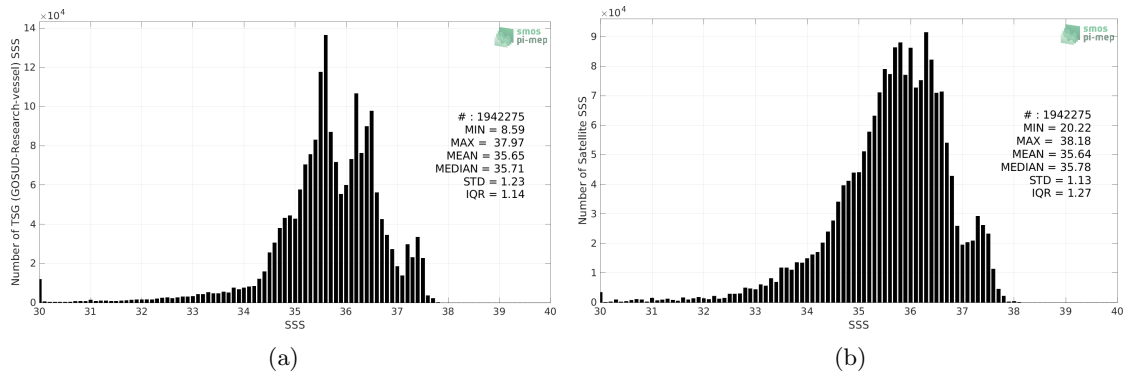 ×10⁴
14
12
10
8
6
4
2
0
30 31 32 33 34 35 36 37 38 39 40
SSS
Number of TSG (GOSUD-Research-vessel) SSS
smos
pi-mep
# : 1942275
MIN = 8.59
MAX = 37.97
MEAN = 35.65
MEDIAN = 35.71
STD = 1.23
IQR = 1.14
(a)
×10⁴
9
8
7
6
5
4
3
2
1
0
30 31 32 33 34 35 36 37 38 39 40
SSS
Number of Satellite SSS
smos
pi-mep
# : 1942275
MIN = 20.22
MAX = 38.18
MEAN = 35.64
MEDIAN = 35.78
STD = 1.13
IQR = 1.27
(b)